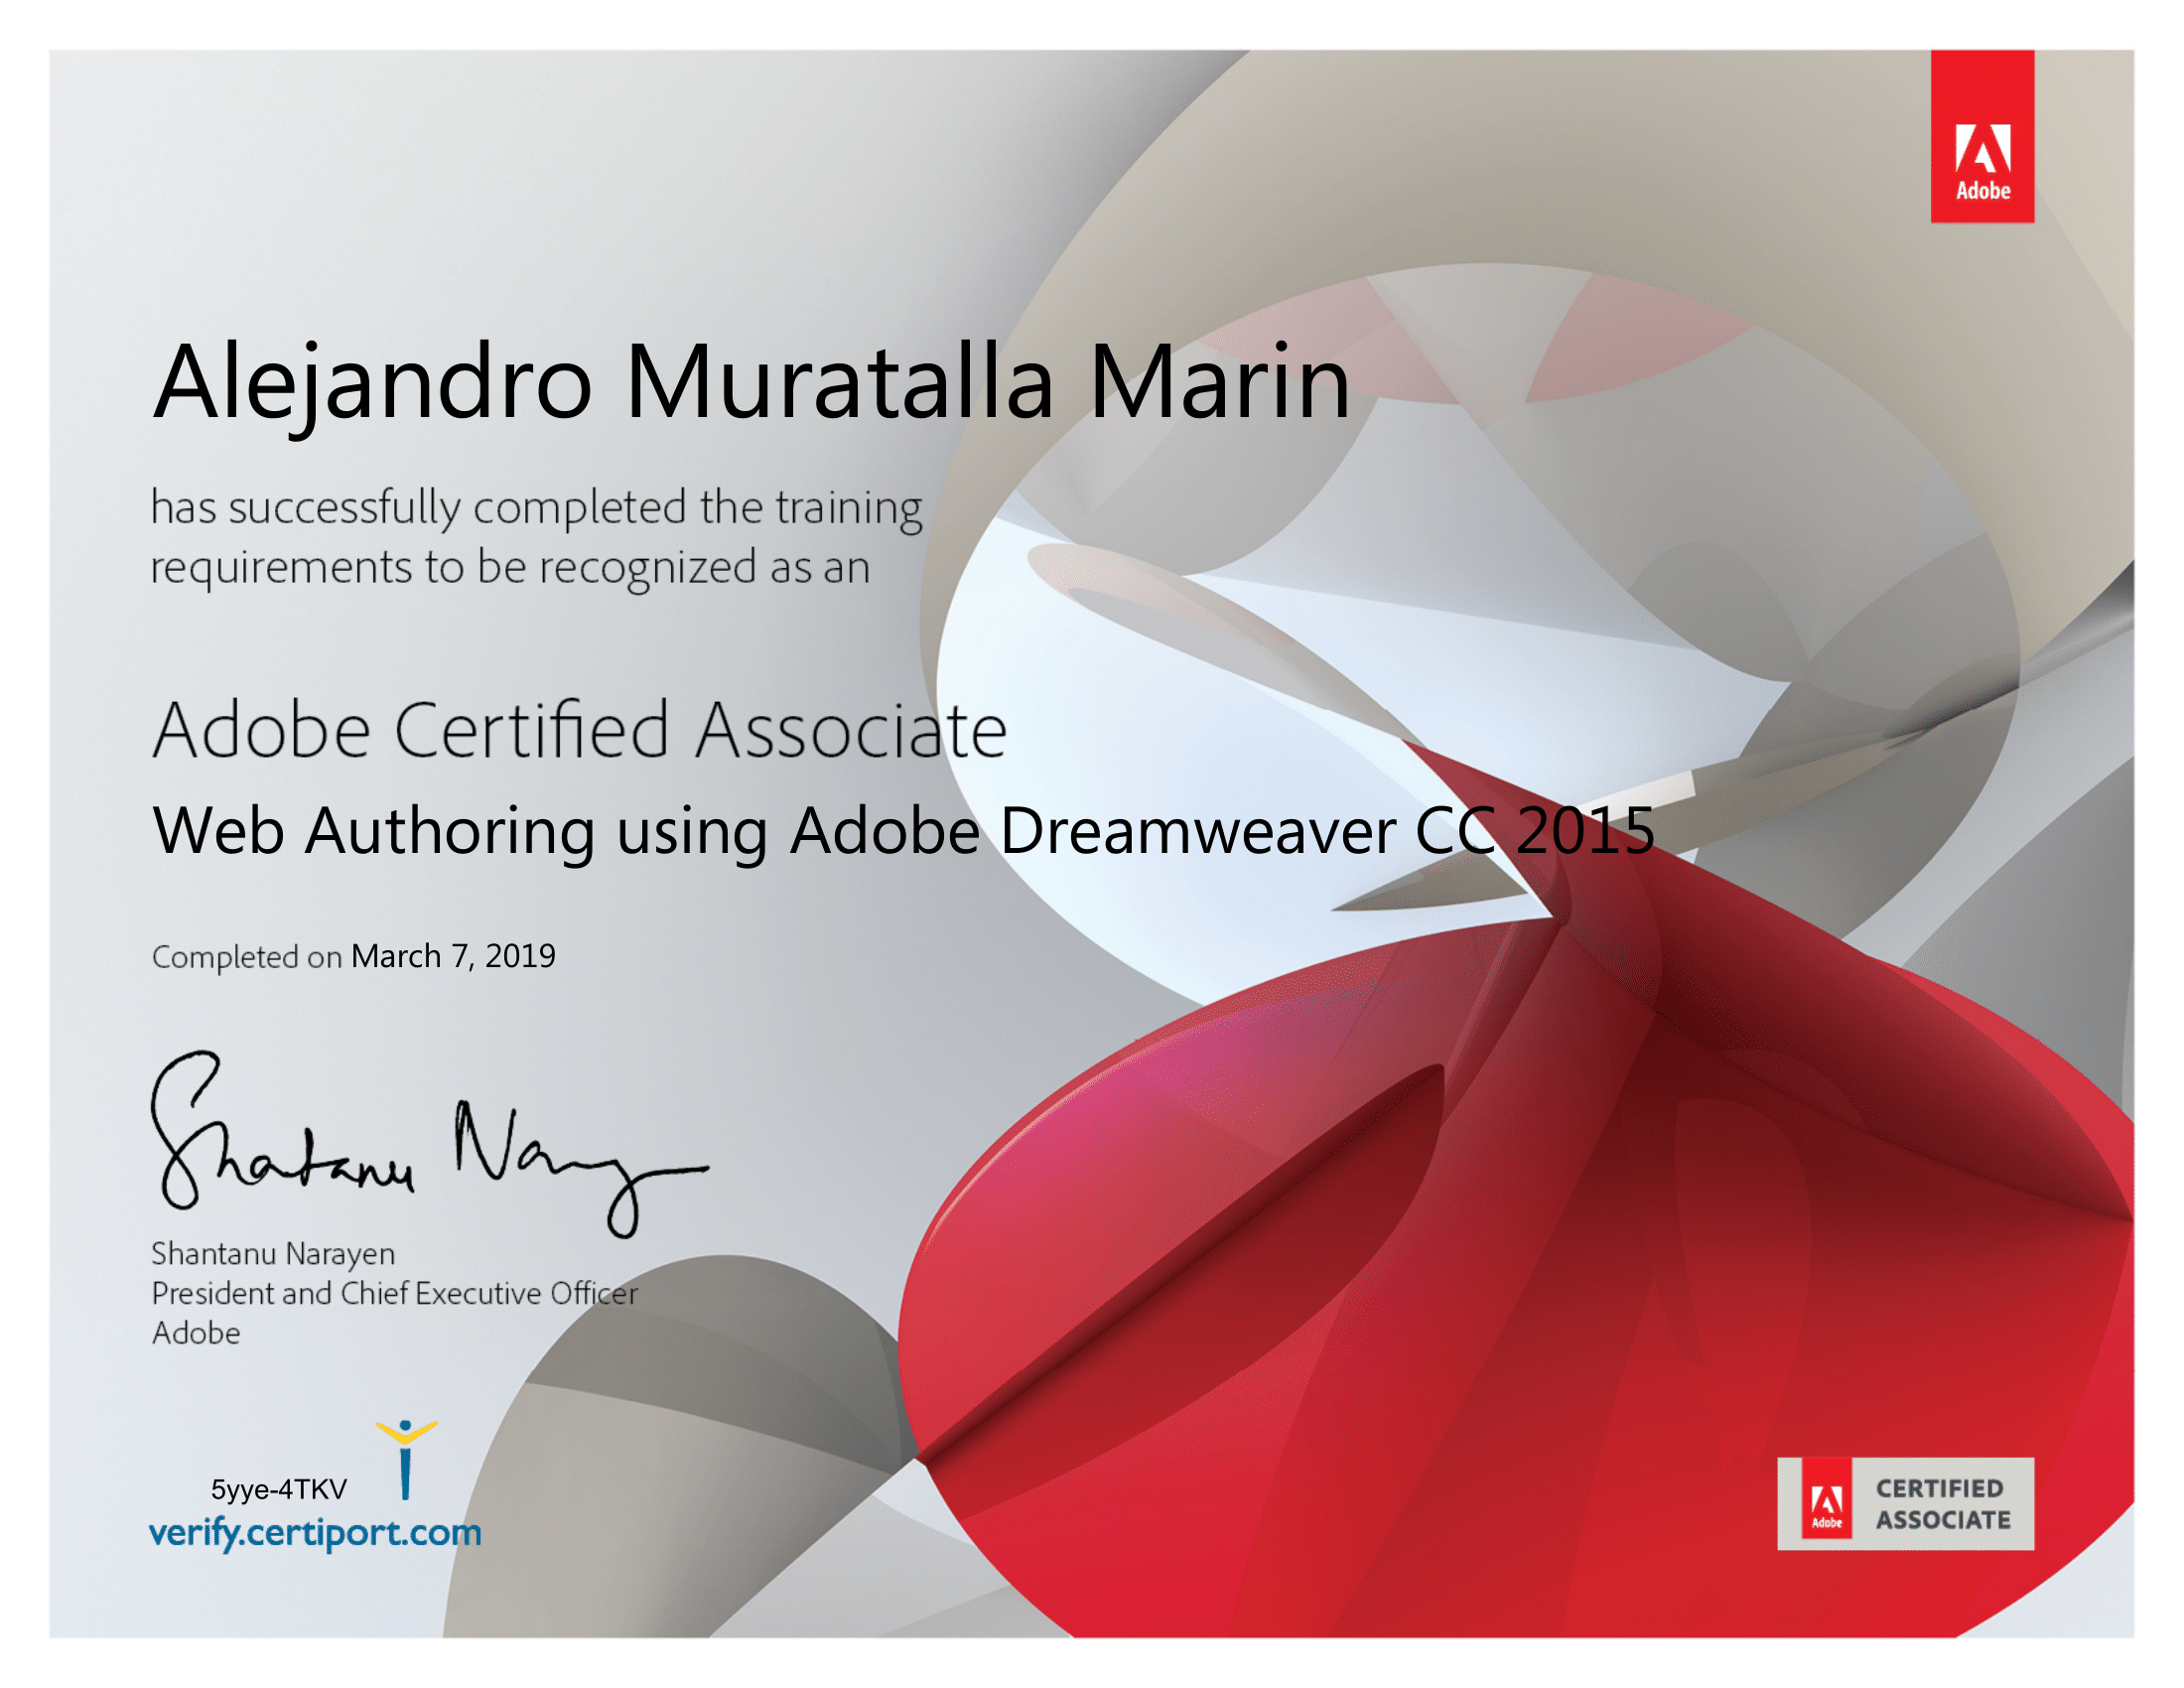 Adobe
Alejandro Muratalla Marin
has successfully completed the training
requirements to be recognized as an
Adobe Certified Associate
Web Authoring using Adobe Dreamweaver CC 2015
Completed on March 7, 2019
Shantanu Narayen
Shantanu Narayen
President and Chief Executive Officer
Adobe
5yye-4TKV
verify.certiport.com
Adobe
CERTIFIED
ASSOCIATE